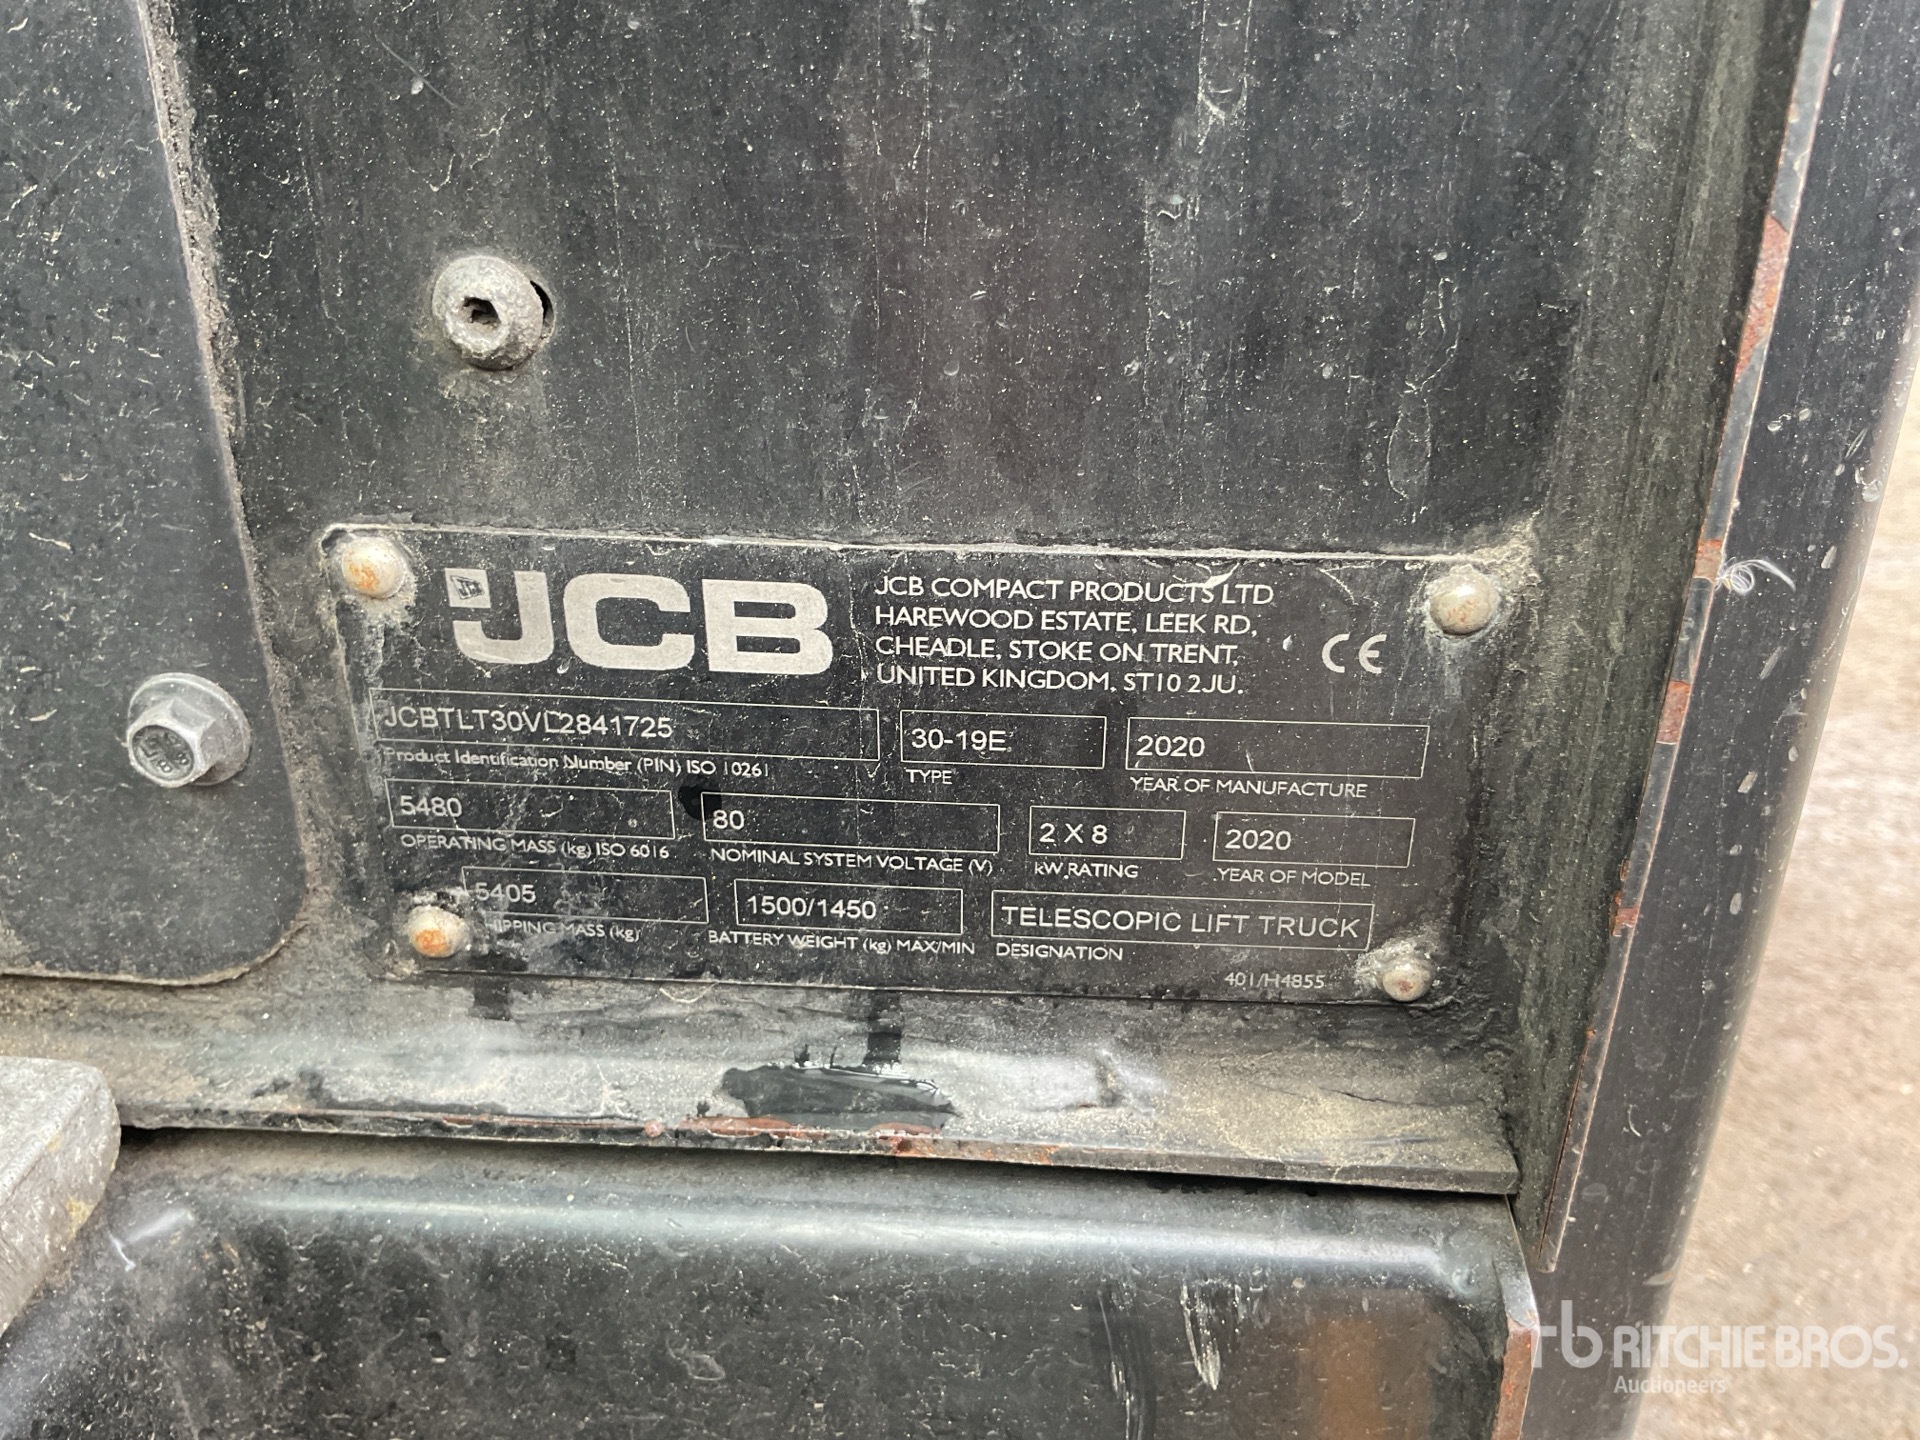 JCB
JCB COMPACT PRODUCTS LTD
HAREWOOD ESTATE, LEEK RD,
CHEADLE, STOKE ON TRENT,
UNITED KINGDOM. ST10 2JU.
CE
JCBTLT30VL2841725
Product Identification Number (PIN) ISO 10261
30-19E
TYPE
2020
YEAR OF MANUFACTURE
5480
OPERATING MASS (kg) ISO 6016
80
NOMINAL SYSTEM VOLTAGE (V)
2 X 8
kW RATING
2020
YEAR OF MODEL
5405
SHIPPING MASS (kg)
1500/1450
BATTERY WEIGHT (kg) MAX/MIN
TELESCOPIC LIFT TRUCK
DESIGNATION
401/H4855
rb RITCHIE BROS.
Auctioneers